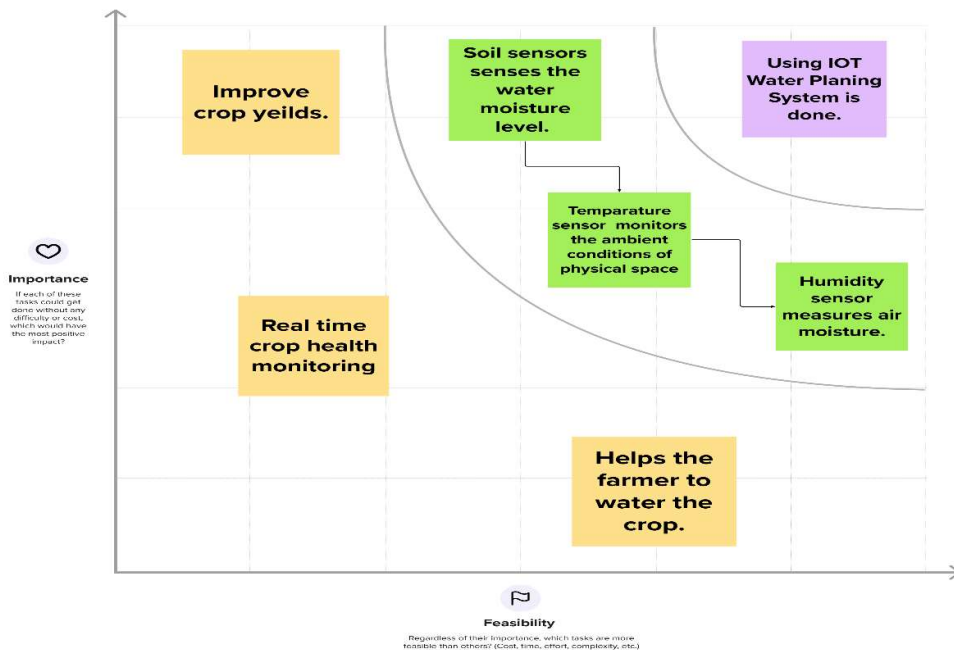 Improve
crop yeilds.
Soil sensors
senses the
water
moisture
level.
Using IOT
Water Planing
System is
done.
Temparature
sensor monitors
the ambient
conditions of
physical space
Humidity
sensor
measures air
moisture.
Importance
If each of these
tasks could get
done without any
difficulty or cost,
which would have
the most positive
impact?
Real time
crop health
monitoring
Helps the
farmer to
water the
crop.
Feasibility
Regardless of their importance, which tasks are more
feasible than others? (Cost, time, effort, complexity, etc.)